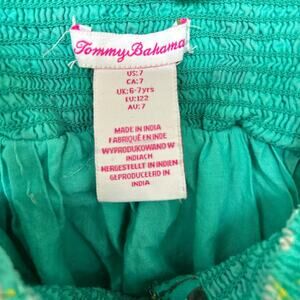 Tommy Bahama
US: 7
CA: 7
UK: 6-7yrs
EU: 122
AU: 7
MADE IN INDIA
FABRIQUÉ EN INDE
WYPRODUKOWANO W
INDIACH
HERGESTELLT IN INDIEN
GEPRODUCEERD IN
INDIA